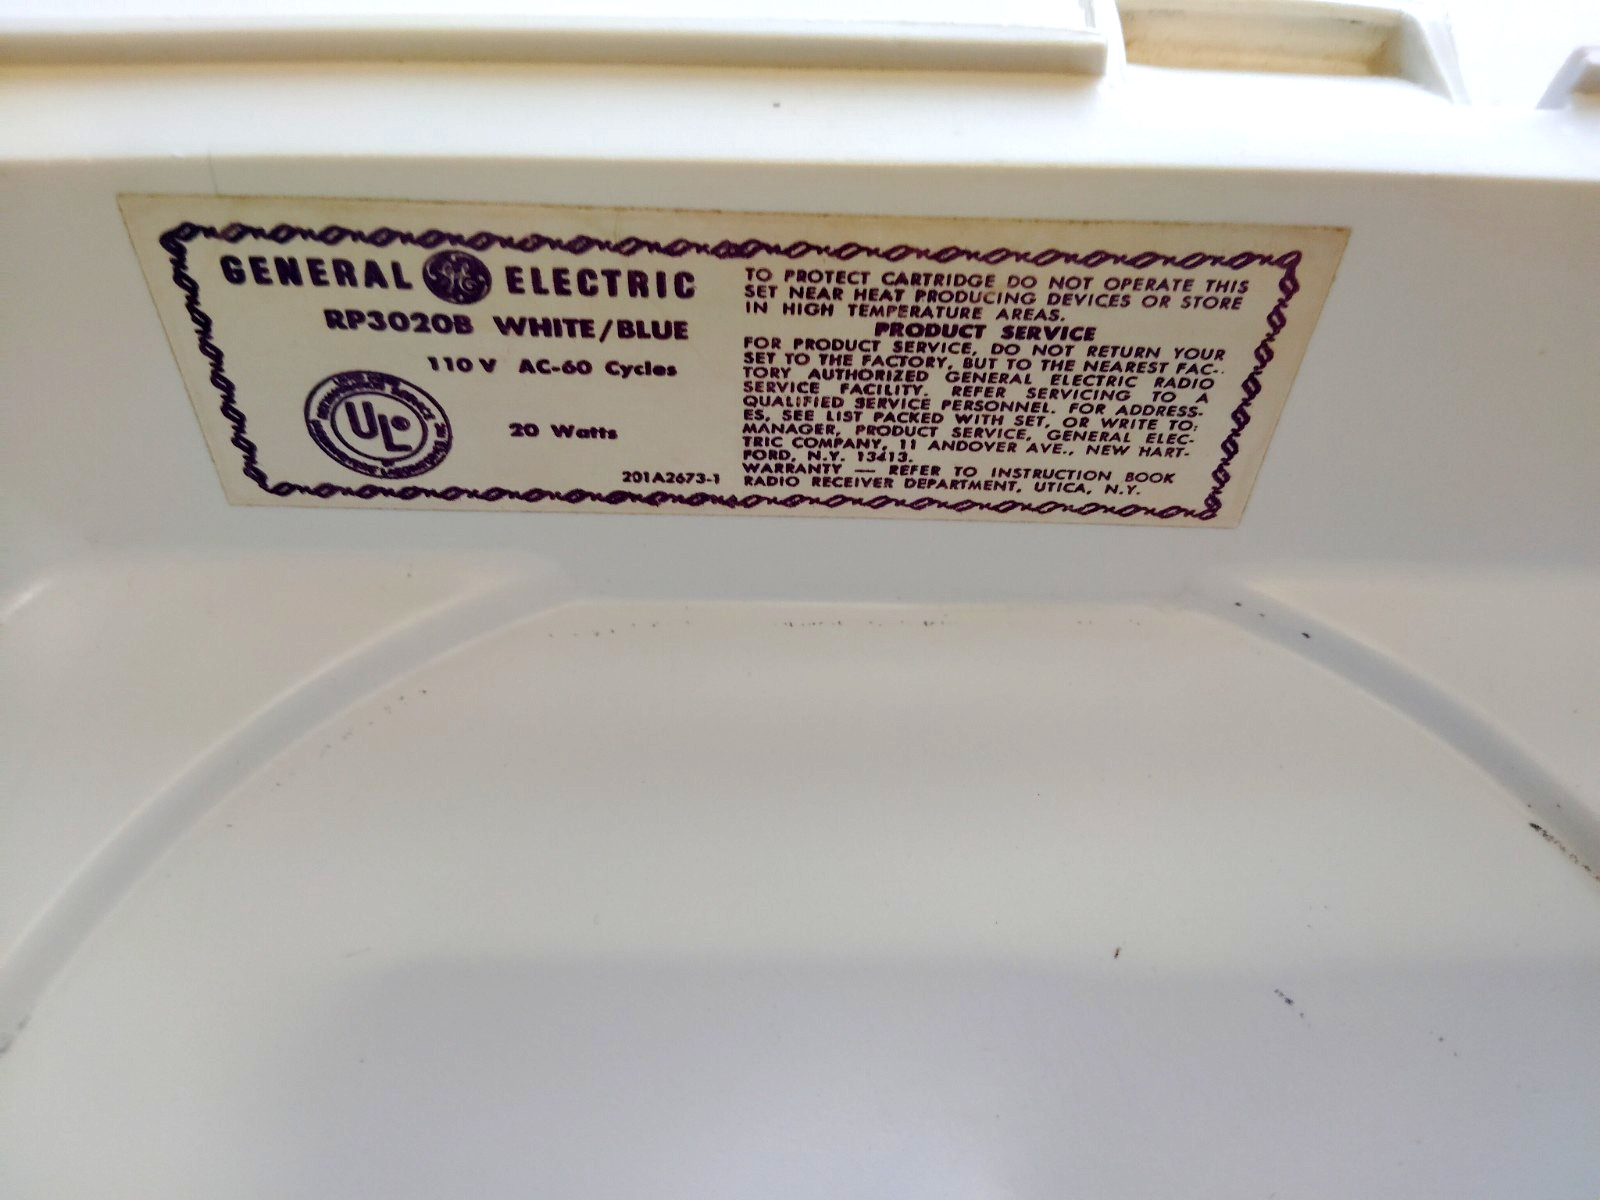 GENERAL GE ELECTRIC
RP3020B WHITE/BLUE
110 V AC-60 Cycles
UL
20 Watts
201A2673-1
TO PROTECT CARTRIDGE DO NOT OPERATE THIS
SET NEAR HEAT PRODUCING DEVICES OR STORE
IN HIGH TEMPERATURE AREAS.
PRODUCT SERVICE
FOR PRODUCT SERVICE, DO NOT RETURN YOUR
SET TO THE FACTORY, BUT TO THE NEAREST FAC-
TORY AUTHORIZED GENERAL ELECTRIC RADIO
SERVICE FACILITY. REFER SERVICING TO A
QUALIFIED SERVICE PERSONNEL. FOR ADDRESS-
ES, SEE LIST PACKED WITH SET, OR WRITE TO:
MANAGER, PRODUCT SERVICE, GENERAL ELEC-
TRIC COMPANY, 11 ANDOVER AVE., NEW HART-
FORD, N.Y. 13413.
WARRANTY — REFER TO INSTRUCTION BOOK
RADIO RECEIVER DEPARTMENT, UTICA, N.Y.